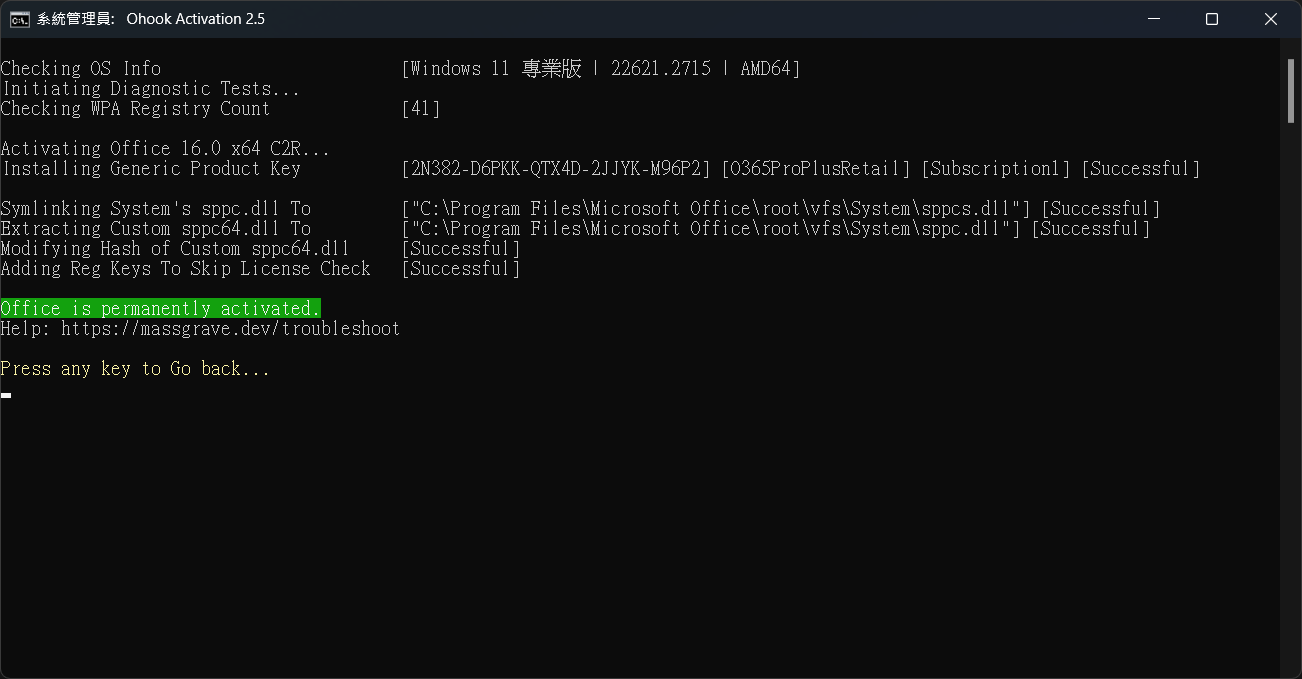 系統管理員: Ohook Activation 2.5
Checking OS Info [Windows 11 專業版 | 22621.2715 | AMD64]
Initiating Diagnostic Tests...
Checking WPA Registry Count [41]
Activating Office 16.0 x64 C2R...
Installing Generic Product Key [2N382-D6PKK-QTX4D-2JJYK-M96P2] [O365ProPlusRetail] [Subscription1] [Successful]
Symlinking System's sppc.dll To ["C:\Program Files\Microsoft Office\root\vfs\System\sppcs.dll"] [Successful]
Extracting Custom sppc64.dll To ["C:\Program Files\Microsoft Office\root\vfs\System\sppc.dll"] [Successful]
Modifying Hash of Custom sppc64.dll [Successful]
Adding Reg Keys To Skip License Check [Successful]
Office is permanently activated.
Help: https://massgrave.dev/troubleshoot
Press any key to Go back...